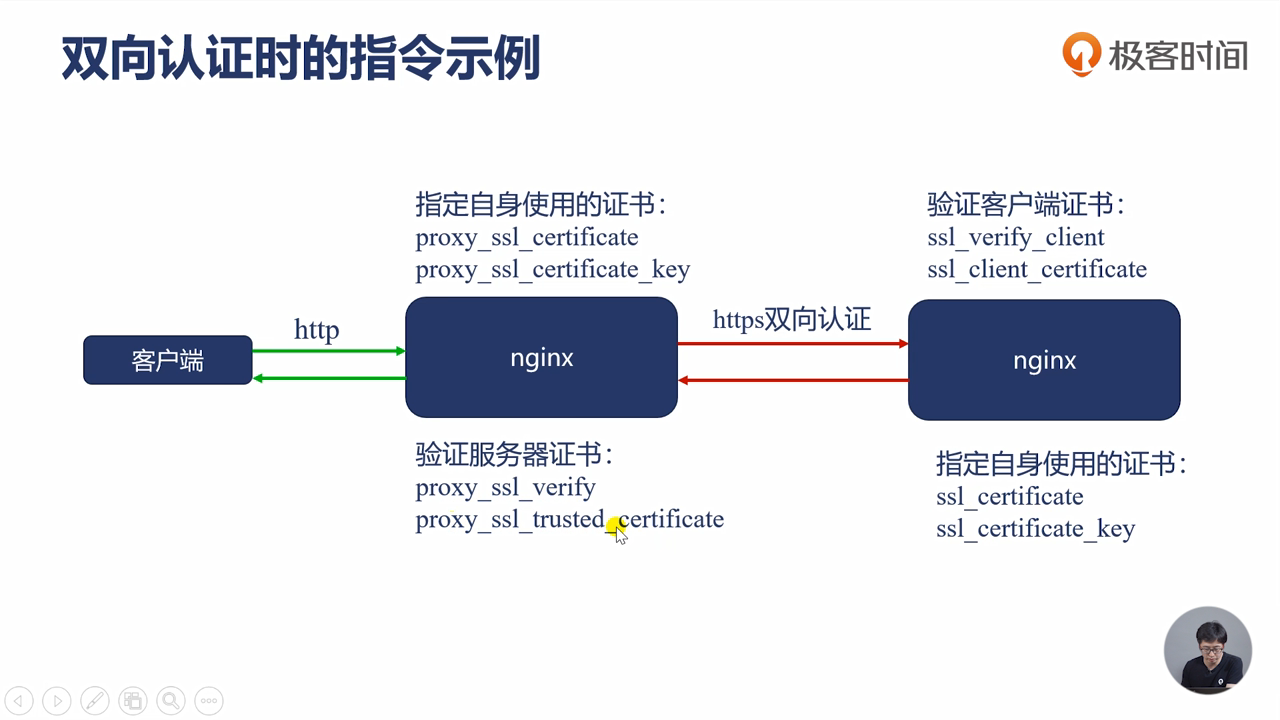 双向认证时的指令示例
极客时间
指定自身使用的证书：
proxy_ssl_certificate
proxy_ssl_certificate_key
验证客户端证书：
ssl_verify_client
ssl_client_certificate
客户端
http
nginx
https双向认证
nginx
验证服务器证书：
proxy_ssl_verify
proxy_ssl_trusted_certificate
指定自身使用的证书：
ssl_certificate
ssl_certificate_key